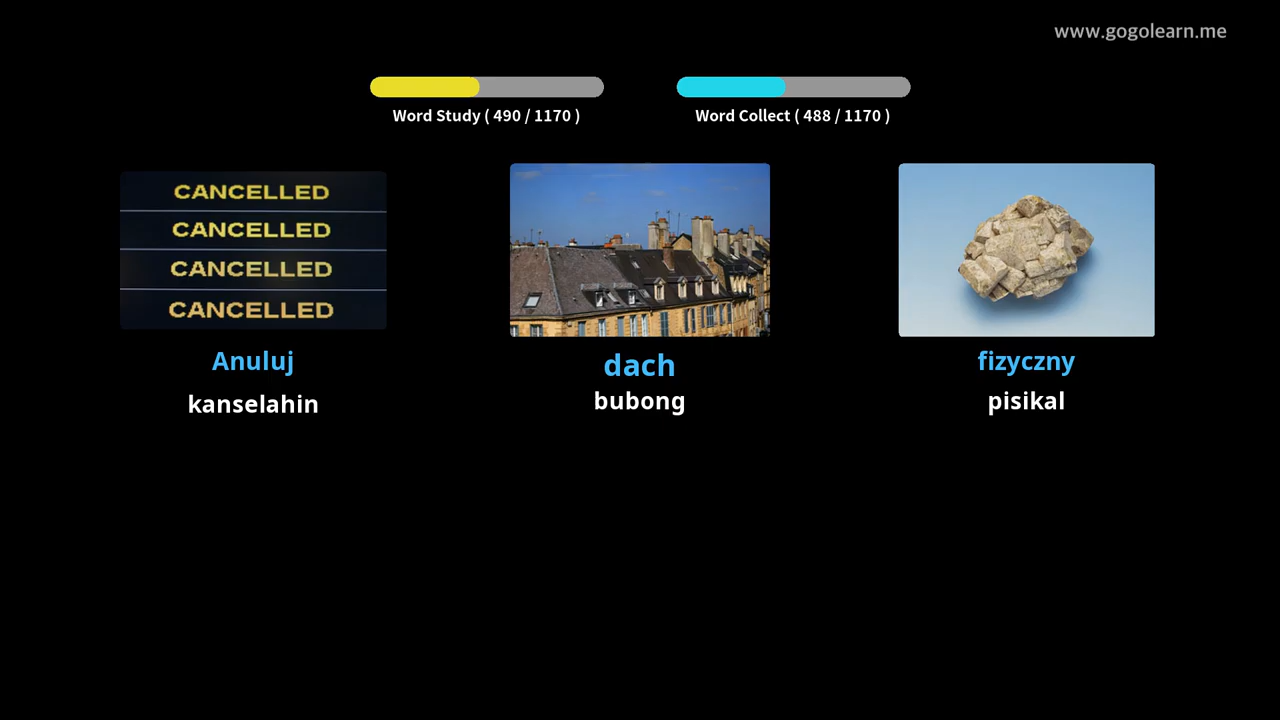 www.gogolearn.me
Word Study ( 490 / 1170 )
Word Collect ( 488 / 1170 )
CANCELLED
CANCELLED
CANCELLED
CANCELLED
Anuluj
kanselahin
dach
bubong
fizyczny
pisikal